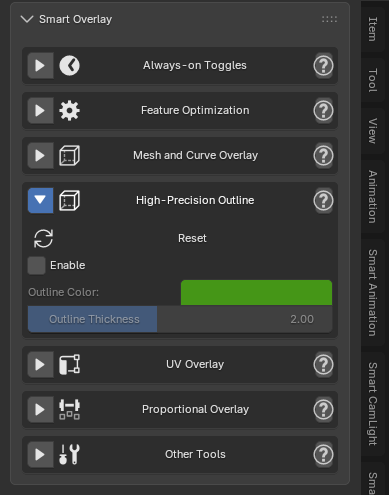 Smart Overlay
Always-on Toggles
?
Feature Optimization
?
Mesh and Curve Overlay
?
High-Precision Outline
?
Reset
Enable
Outline Color:
Outline Thickness 2.00
UV Overlay
?
Proportional Overlay
?
Other Tools
?
Item
Tool
View
Animation
Smart Animation
Smart CamLight
Sma